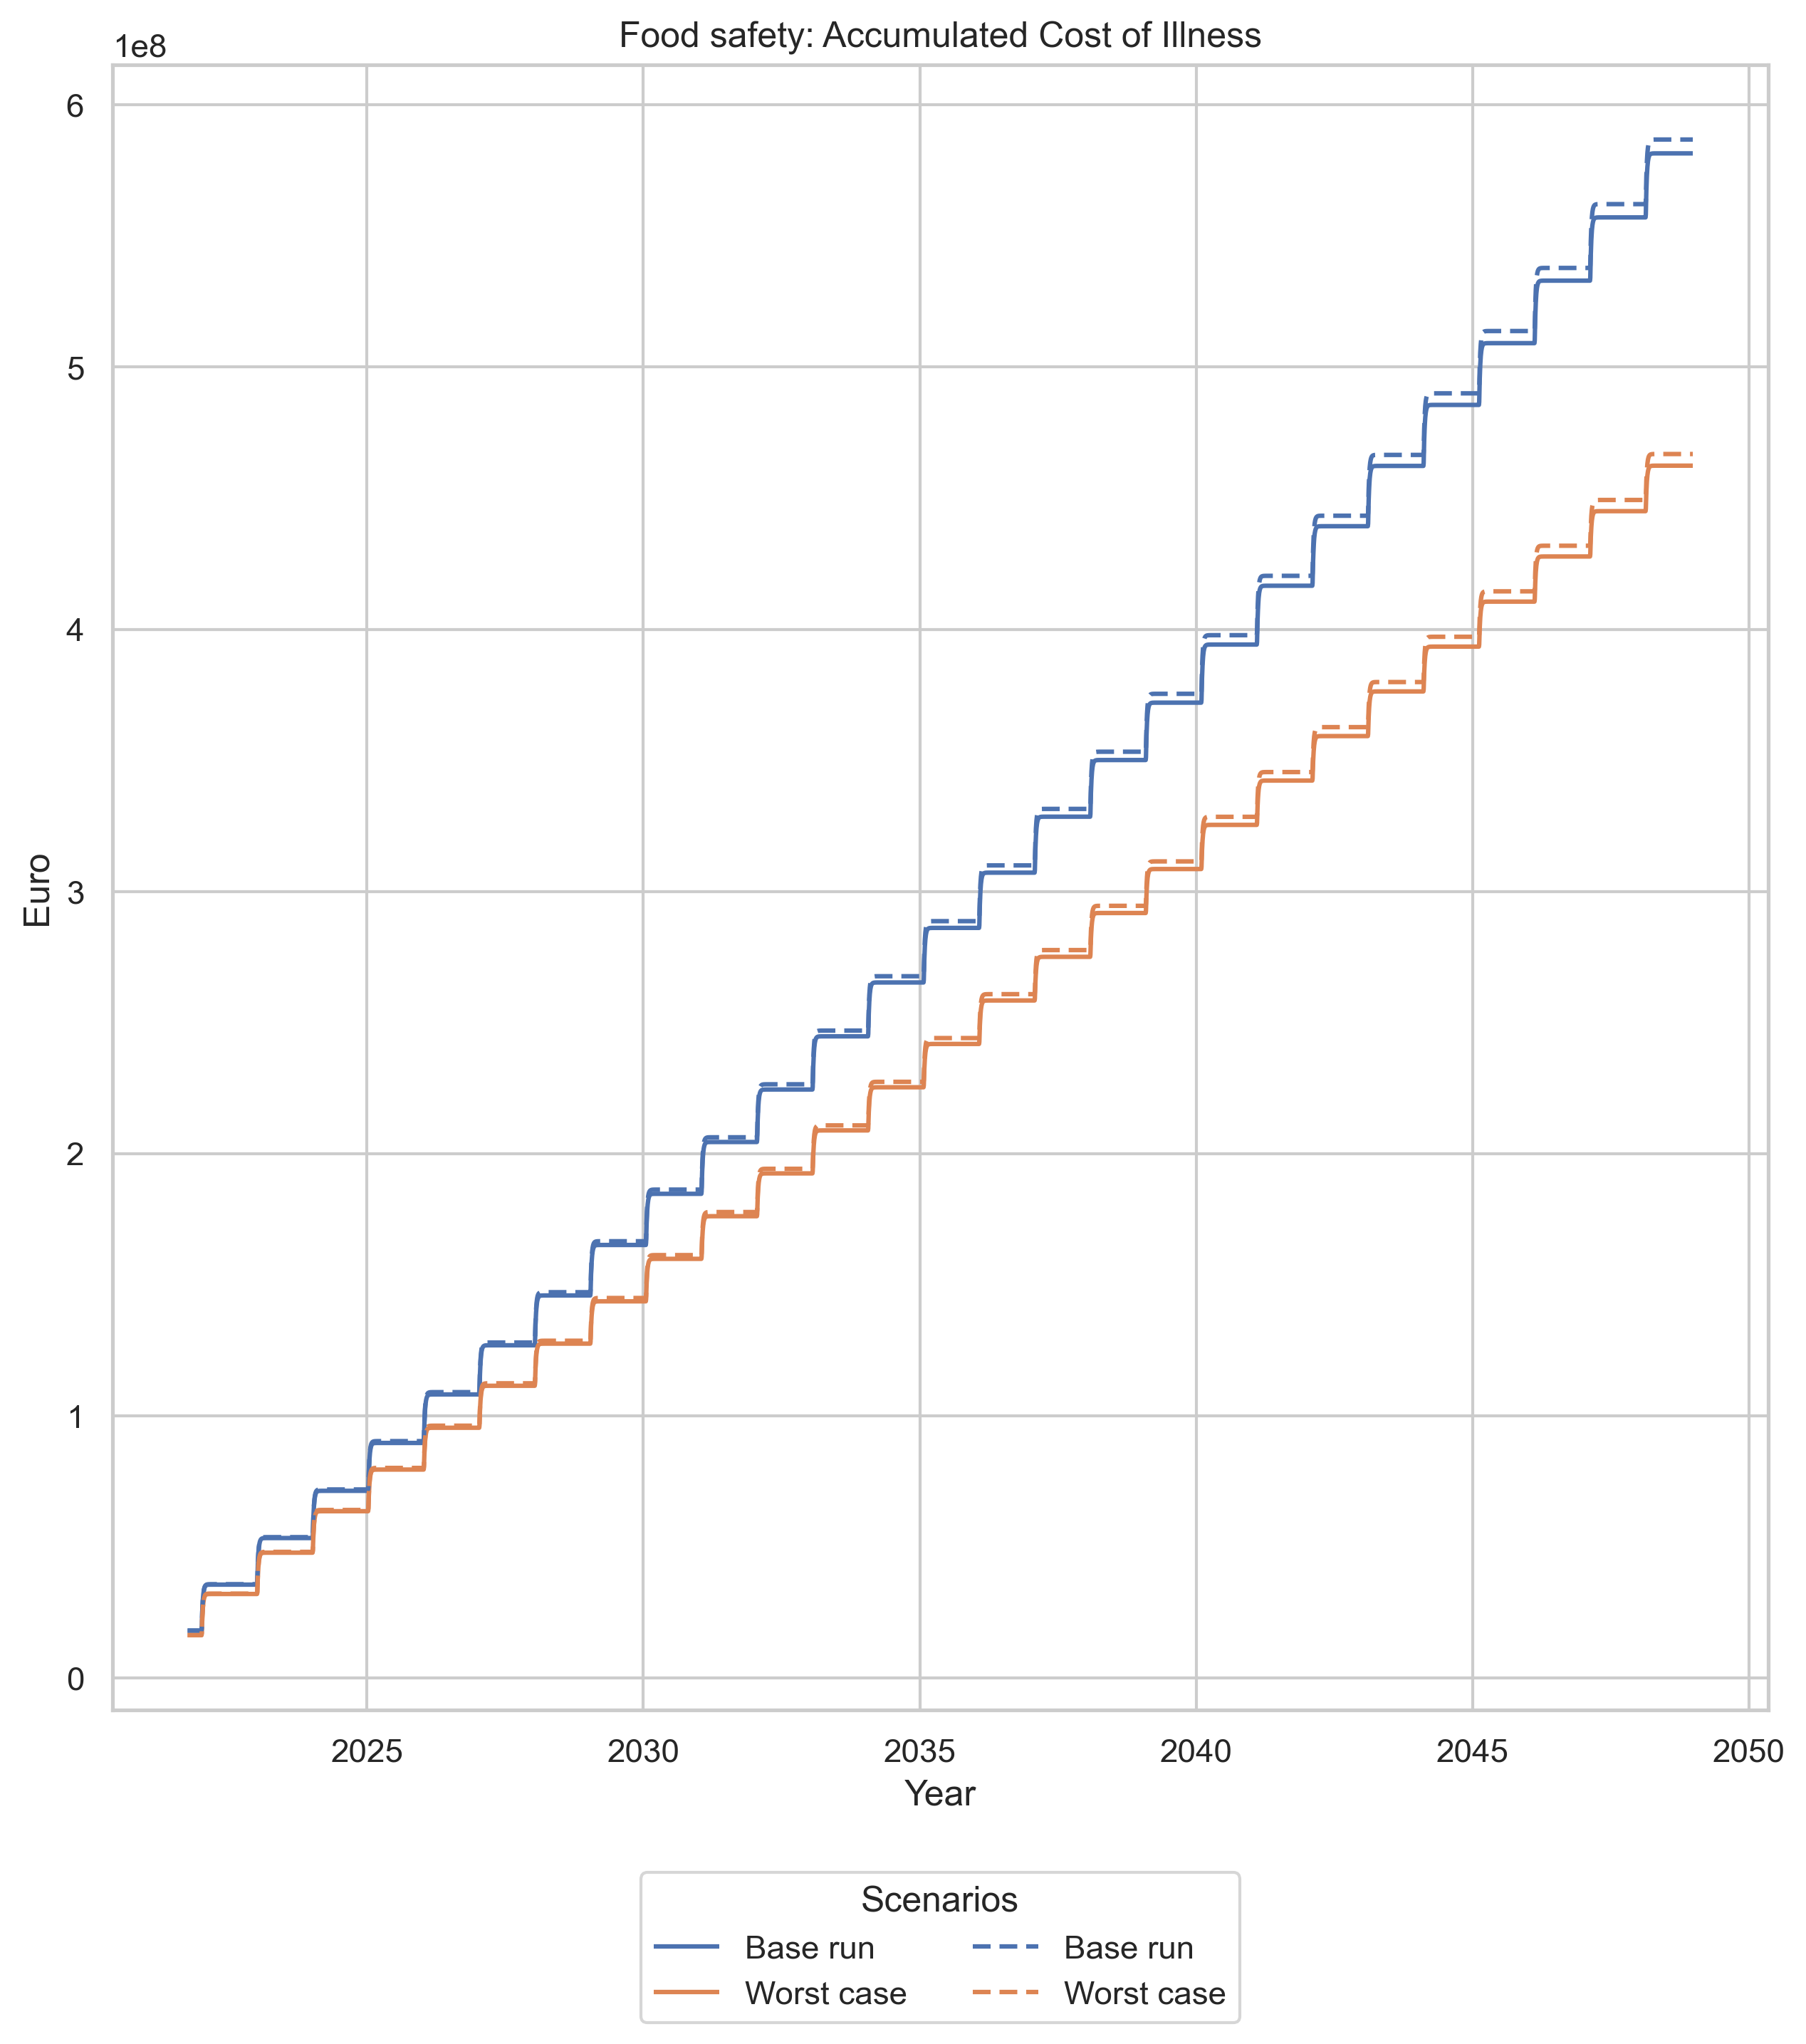 Food safety: Accumulated Cost of Illness
1e8
6
5
4
3
2
1
0
Euro
2025 2030 2035 2040 2045 2050
Year
Scenarios
Base run Base run
Worst case Worst case